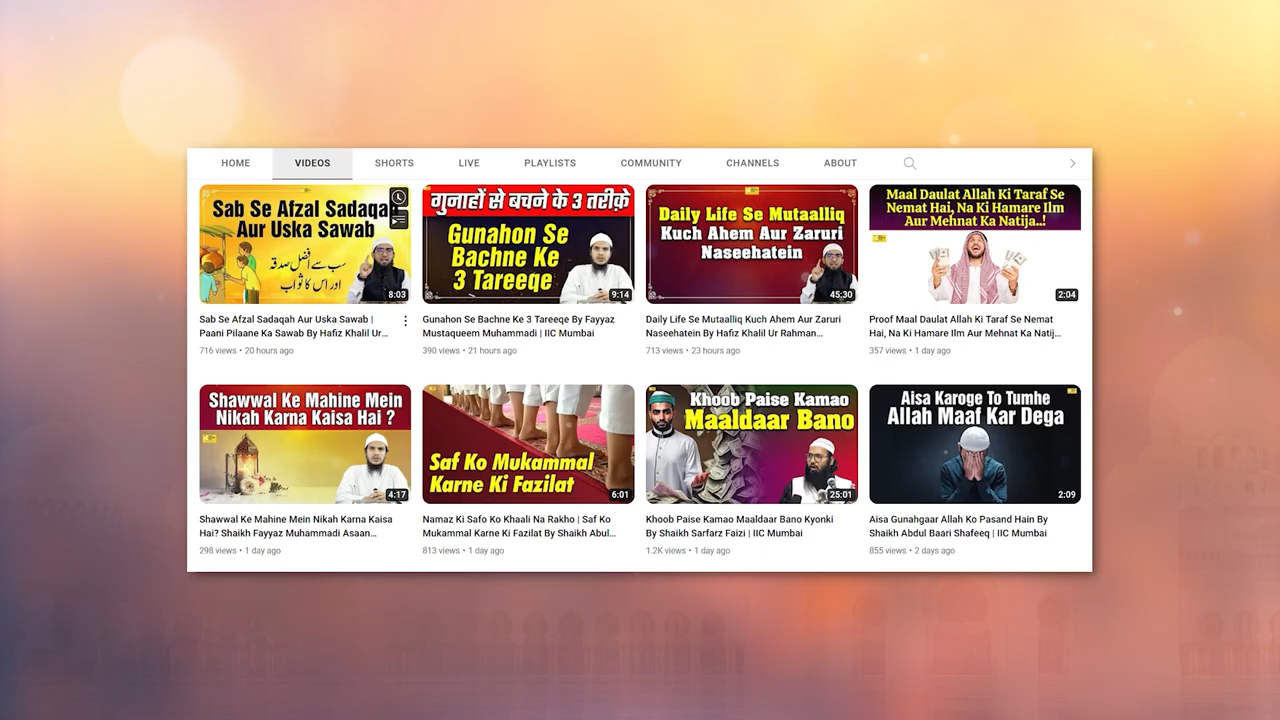 HOME VIDEOS SHORTS LIVE PLAYLISTS COMMUNITY CHANNELS ABOUT
Sab Se Afzal Sadaqa
Aur Uska Sawab
سب سے افضل صدقہ
اور اس کا ثواب
8:03
Sab Se Afzal Sadaqah Aur Uska Sawab |
Paani Pilaane Ka Sawab By Hafiz Khalil Ur...
716 views • 20 hours ago
गुनाहों से बचने के 3 तरीक़े
Gunahon Se
Bachne Ke
3 Tareeqe
9:14
Gunahon Se Bachne Ke 3 Tareeqe By Fayyaz
Mustaqueem Muhammadi | IIC Mumbai
390 views • 21 hours ago
Daily Life Se Mutaalliq
Kuch Ahem Aur Zaruri
Naseehatein
45:30
Daily Life Se Mutaalliq Kuch Ahem Aur Zaruri
Naseehatein By Hafiz Khalil Ur Rahman...
713 views • 23 hours ago
Maal Daulat Allah Ki Taraf Se
Nemat Hai, Na Ki Hamare Ilm
Aur Mehnat Ka Natija..!
2:04
Proof Maal Daulat Allah Ki Taraf Se Nemat
Hai, Na Ki Hamare Ilm Aur Mehnat Ka Natij...
357 views • 1 day ago
Shawwal Ke Mahine Mein
Nikah Karna Kaisa Hai ?
4:17
Shawwal Ke Mahine Mein Nikah Karna Kaisa
Hai? Shaikh Fayyaz Muhammadi Asaan...
298 views • 1 day ago
Saf Ko Mukammal
Karne Ki Fazilat
6:01
Namaz Ki Safo Ko Khaali Na Rakho | Saf Ko
Mukammal Karne Ki Fazilat By Shaikh Abul...
813 views • 1 day ago
Khoob Paise Kamao
Maaldaar Bano
25:01
Khoob Paise Kamao Maaldaar Bano Kyonki
By Shaikh Sarfarz Faizi | IIC Mumbai
1.2K views • 1 day ago
Aisa Karoge To Tumhe
Allah Maaf Kar Dega
2:09
Aisa Gunahgaar Allah Ko Pasand Hain By
Shaikh Abdul Baari Shafeeq | IIC Mumbai
855 views • 2 days ago